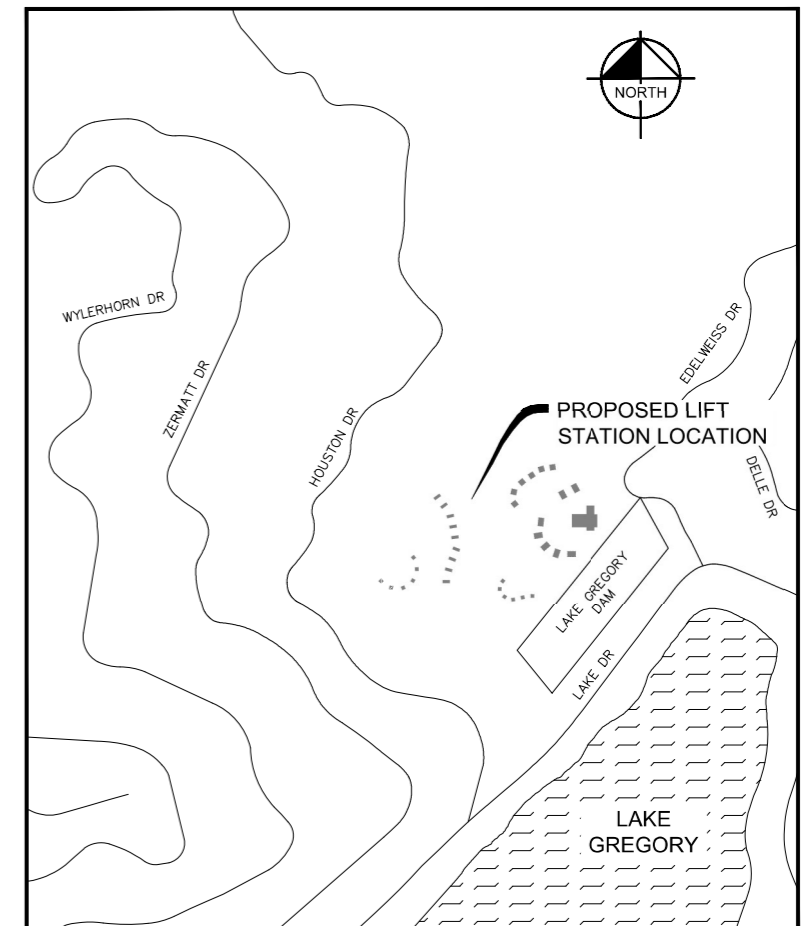 NORTH
WYLERHORN DR
EDELWEISS DR
ZERMATT DR
PROPOSED LIFT
STATION LOCATION
HOUSTON DR
DELLE DR
LAKE GREGORY
DAM
LAKE DR
LAKE
GREGORY